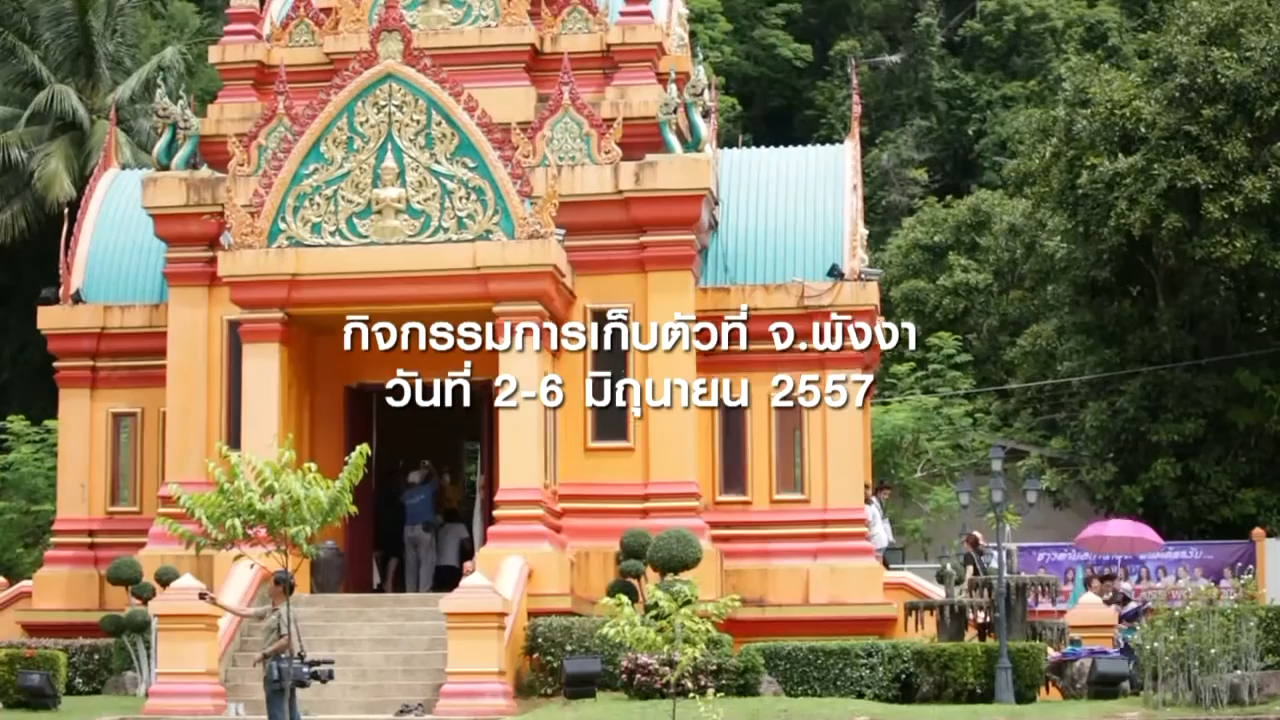 กิจกรรมการเก็บตัวที่ จ.พังงา
วันที่ 2-6 มิถุนายน 2557